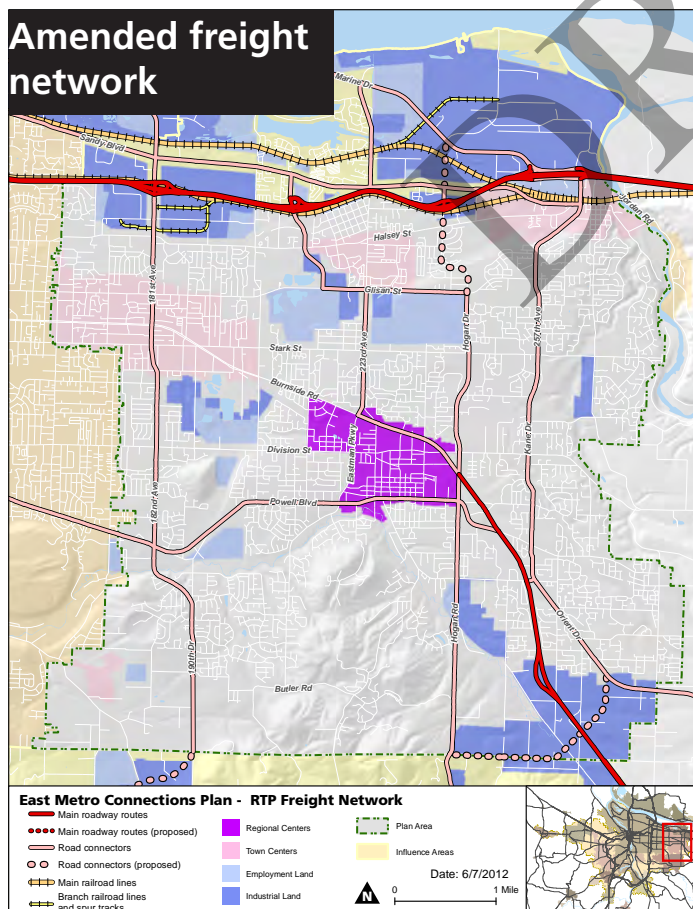 Amended freight
network
DR
Marine Dr
Sandy Blvd
Jorden Rd
Halsey St
181st Ave
Glisan St
223rd Ave
Hogan Dr
257th Ave
Stark St
Burnside Rd
Eastman Pkwy
Kane Dr
Division St
182nd Ave
Powell Blvd
Hogan Rd
Orient Dr
190th Dr
Butler Rd
East Metro Connections Plan - RTP Freight Network
Main roadway routes
Main roadway routes (proposed)
Road connectors
Road connectors (proposed)
Main railroad lines
Branch railroad lines
and spur tracks
Regional Centers
Town Centers
Employment Land
Industrial Land
Plan Area
Influence Areas
Date: 6/7/2012
N
0
1 Mile